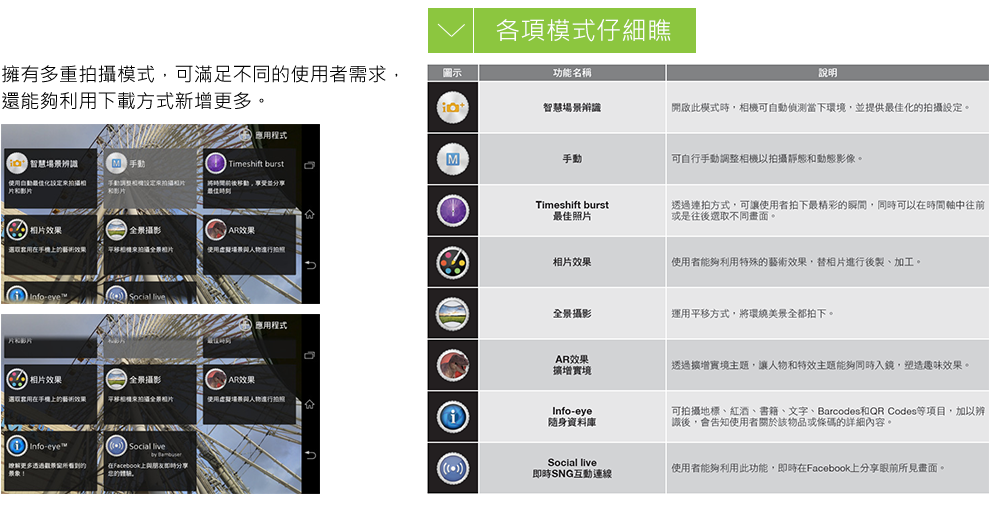 擁有多重拍攝模式，可滿足不同的使用者需求，
還能夠利用下載方式新增更多。
應用程式
智慧場景辨識
使用自動最佳化設定來拍攝相
片和影片
手動
手動調整相機設定來拍攝相片
和影片
Timeshift burst
將時間前後移動，享受並分享
最佳時刻
相片效果
選取套用在手機上的藝術效果
全景攝影
平移相機來拍攝全景相片
AR效果
使用虛擬場景與人物進行拍照
Info-eye™
Social live
應用程式
片和影片
和影片
最佳時刻
相片效果
選取套用在手機上的藝術效果
全景攝影
平移相機來拍攝全景相片
AR效果
使用虛擬場景與人物進行拍照
Info-eye™
瞭解更多透過觀景窗所看到的
景象！
Social live
by Bambuser
在Facebook上與朋友即時分享
您的體驗。
各項模式仔細瞧
圖示 功能名稱 說明
智慧場景辨識 開啟此模式時，相機可自動偵測當下環境，並提供最佳化的拍攝設定。
手動 可自行手動調整相機以拍攝靜態和動態影像。
Timeshift burst
最佳照片
透過連拍方式，可讓使用者拍下最精彩的瞬間，同時可以在時間軸中往前
或是往後選取不同畫面。
相片效果 使用者能夠利用特殊的藝術效果，替相片進行後製、加工。
全景攝影 運用平移方式，將環繞美景全都拍下。
AR效果
擴增實境
透過擴增實境主題，讓人物和特效主題能夠同時入鏡，塑造趣味效果。
Info-eye
隨身資料庫
可拍攝地標、紅酒、書籍、文字、Barcodes和QR Codes等項目，加以辨
識後，會告知使用者關於該物品或條碼的詳細內容。
Social live
即時SNG互動連線
使用者能夠利用此功能，即時在Facebook上分享眼前所見畫面。